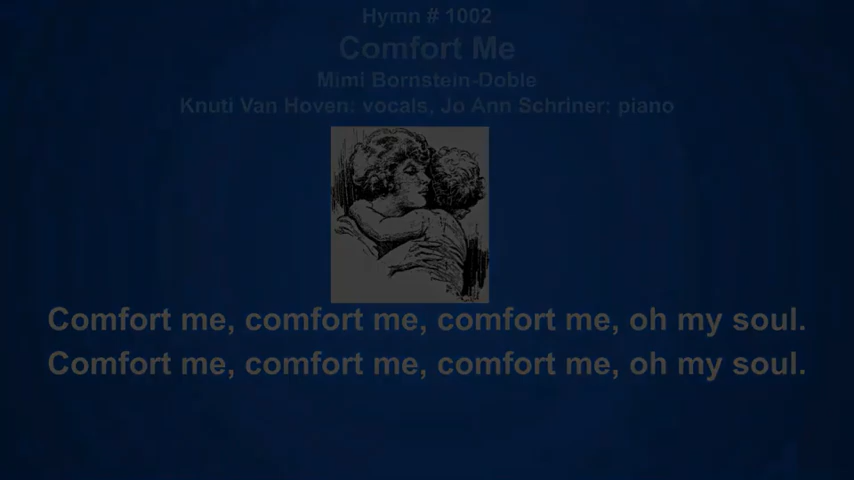 Hymn # 1002
Comfort Me
Mimi Bornstein-Doble
Knuti Van Hoven: vocals, Jo Ann Schriner: piano
Comfort me, comfort me, comfort me, oh my soul.
Comfort me, comfort me, comfort me, oh my soul.